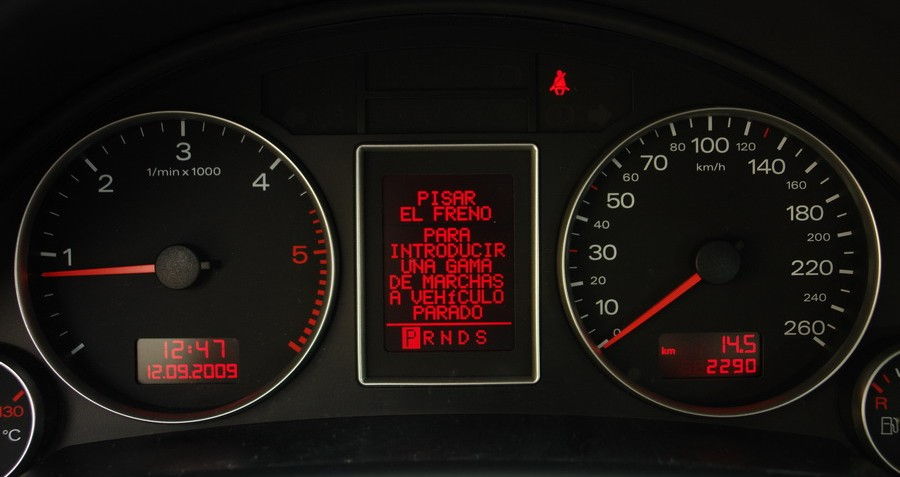 1
2
3
4
5
1/min x 1000
12:47
12.09.2009
130
°C
PISAR
EL FRENO
PARA
INTRODUCIR
UNA GAMA
DE MARCHAS
A VEHÍCULO
PARADO
PRNDS
0
10
20
30
40
50
60
70
80
100
120
140
160
180
200
220
240
260
km/h
km 14.5
2290
R